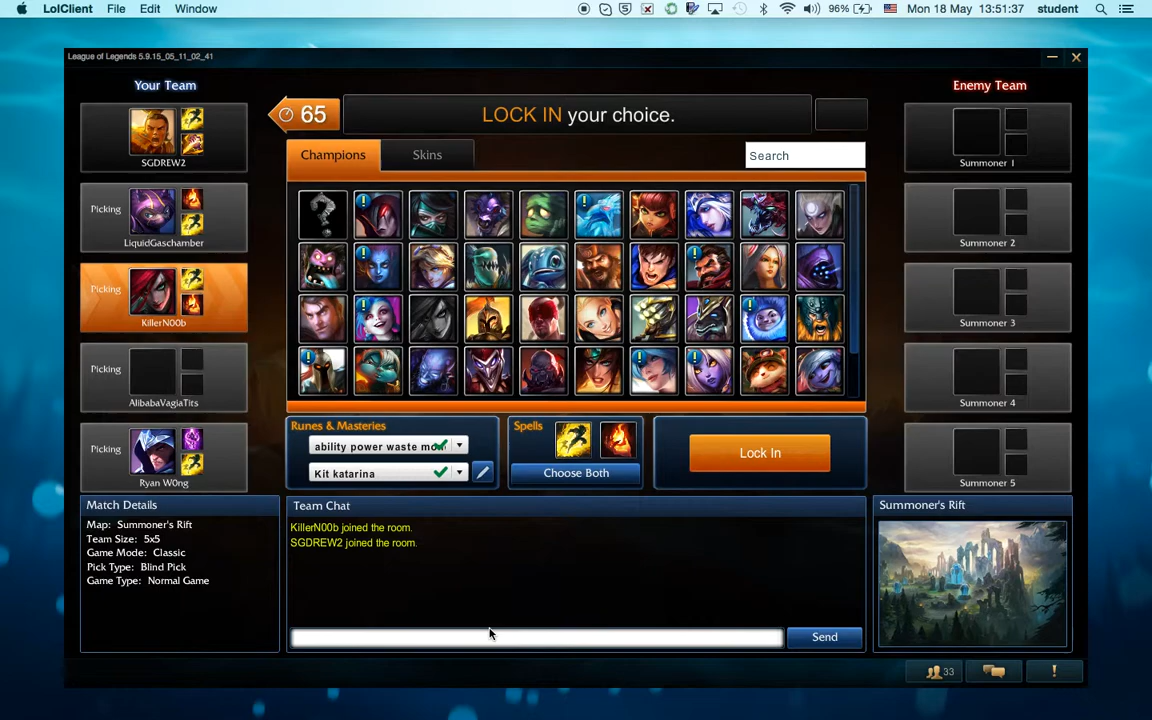 LolClient File Edit Window 96% Mon 18 May 13:51:37 student
League of Legends 5.9.15_05_11_02_41
Your Team
Enemy Team
65
LOCK IN your choice.
Champions
Skins
Search
SGDREW2
Picking
LiquidGaschamber
Picking
KillerN00b
Picking
AlibabaVagiaTits
Picking
Ryan W0ng
Summoner 1
Summoner 2
Summoner 3
Summoner 4
Summoner 5
Runes & Masteries
ability power waste mo
Kit katarina
Spells
Choose Both
Lock In
Match Details
Map: Summoner's Rift
Team Size: 5x5
Game Mode: Classic
Pick Type: Blind Pick
Game Type: Normal Game
Team Chat
KillerN00b joined the room.
SGDREW2 joined the room.
Send
Summoner's Rift
33